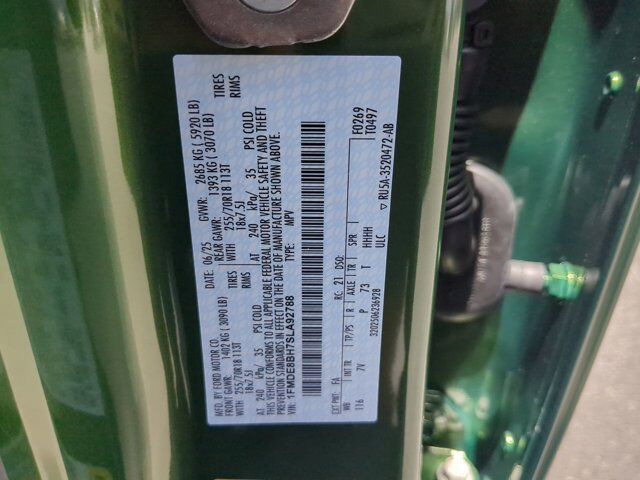 MFD. BY FORD MOTOR CO.
DATE: 06/25 GVWR: 2685 KG ( 5920 LB)
FRONT GAWR: 1402 KG ( 3090 LB) REAR GAWR: 1393 KG ( 3070 LB)
WITH 255/70R18 113T TIRES WITH 255/70R18 113T TIRES
18x7.5J RIMS 18x7.5J RIMS
AT 240 kPa/ 35 PSI COLD AT 240 kPa/ 35 PSI COLD
THIS VEHICLE CONFORMS TO ALL APPLICABLE FEDERAL MOTOR VEHICLE SAFETY AND THEFT
PREVENTION STANDARDS IN EFFECT ON THE DATE OF MANUFACTURE SHOWN ABOVE.
VIN: 1FMDE8BH7SLA92768 TYPE: MPV
F0269
T0497
EXT PNT: FA RC: 21 DSO:
WB INT TR TP/PS R AXLE TR SPR
116 7V P 73 T HHHH
ULC
3202506236928 RU5A-3520472-AB